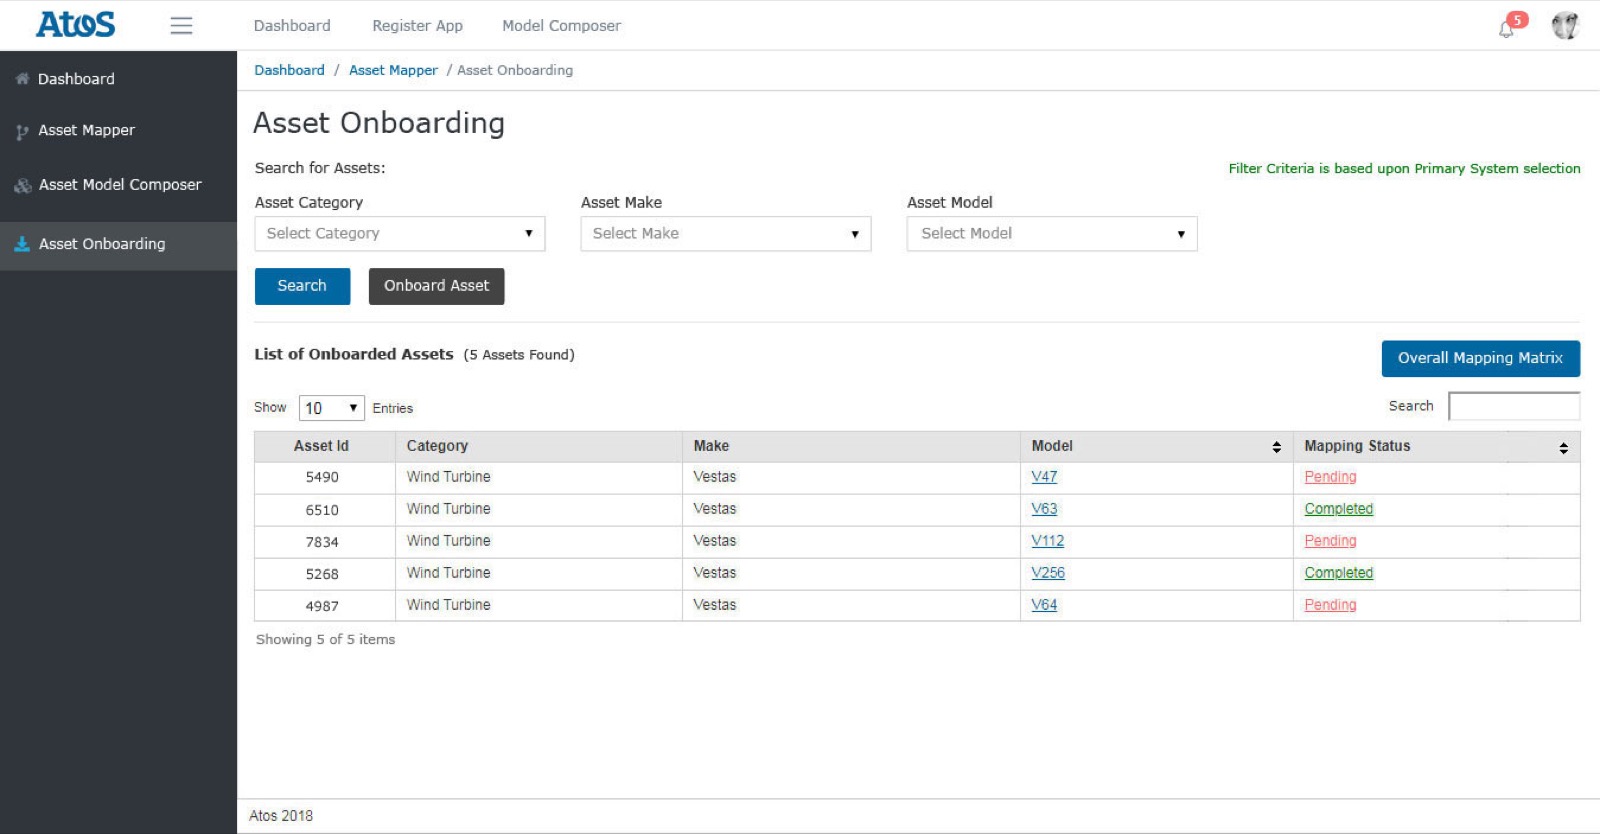 Atos
Dashboard Register App Model Composer
5
Dashboard
Asset Mapper
Asset Model Composer
Asset Onboarding
Dashboard / Asset Mapper / Asset Onboarding
Asset Onboarding
Search for Assets:
Filter Criteria is based upon Primary System selection
Asset Category Asset Make Asset Model
Select Category Select Make Select Model
Search Onboard Asset
List of Onboarded Assets (5 Assets Found)
Overall Mapping Matrix
Show 10 Entries
Search
Asset Id Category Make Model Mapping Status
5490 Wind Turbine Vestas V47 Pending
6510 Wind Turbine Vestas V63 Completed
7834 Wind Turbine Vestas V112 Pending
5268 Wind Turbine Vestas V256 Completed
4987 Wind Turbine Vestas V64 Pending
Showing 5 of 5 items
Atos 2018